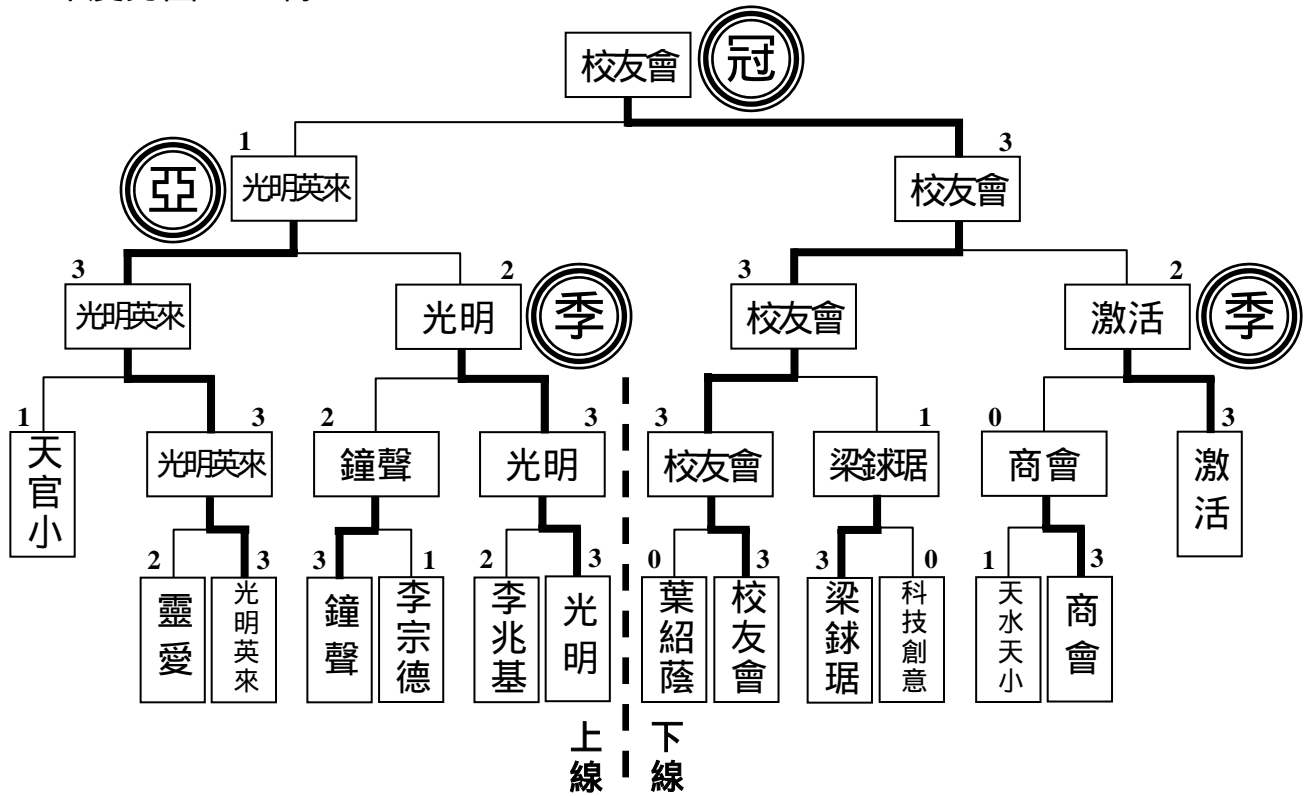 校友會
冠
1
3
亞
光明英來
校友會
3
2
3
2
光明英來
光明
季
校友會
激活
季
1
3
2
3
3
1
0
3
天官小
光明英來
鐘聲
光明
校友會
梁銶琚
商會
激活
2
3
3
1
2
3
0
3
3
0
1
3
靈愛
光明英來
鐘聲
李宗德
李兆基
光明
葉紹蔭
校友會
梁銶琚
科技創意
天水天小
商會
上線
下線